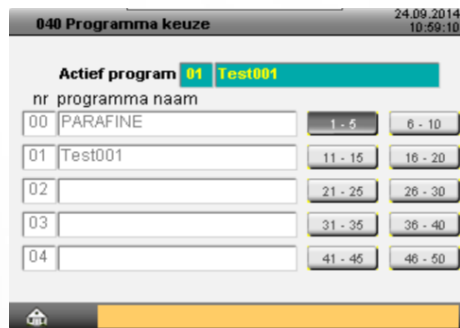 040 Programma keuze
24.09.2014
10:59:10
Actief program 01 Test001
nr programma naam
00 PARAFINE
1 - 5 6 - 10
01 Test001
11 - 15 16 - 20
02
21 - 25 26 - 30
03
31 - 35 36 - 40
04
41 - 45 46 - 50